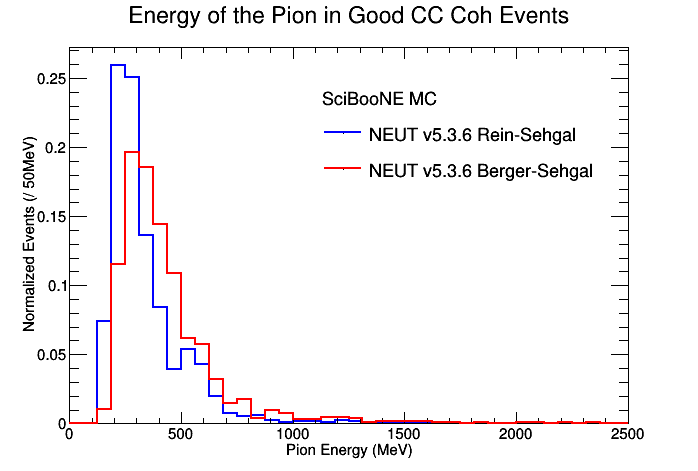 Energy of the Pion in Good CC Coh Events
Normalized Events (/ 50MeV)
0.25
0.2
0.15
0.1
0.05
0
SciBooNE MC
NEUT v5.3.6 Rein-Sehgal
NEUT v5.3.6 Berger-Sehgal
0 500 1000 1500 2000 2500
Pion Energy (MeV)